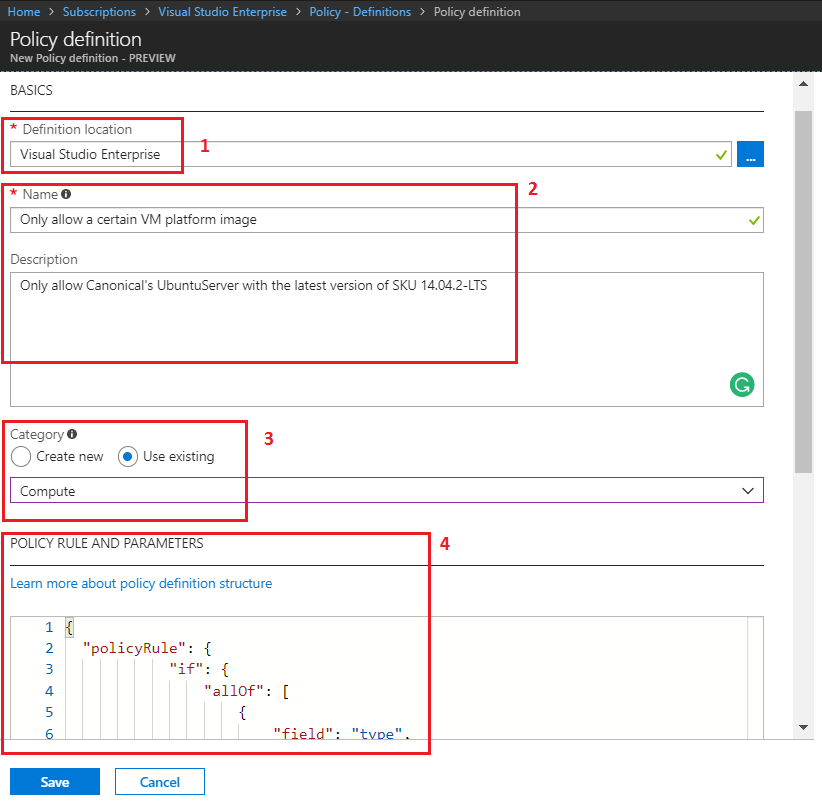 Home > Subscriptions > Visual Studio Enterprise > Policy - Definitions > Policy definition
Policy definition
New Policy definition - PREVIEW
BASICS
* Definition location
1
Visual Studio Enterprise
...
2
* Name
Only allow a certain VM platform image
Description
Only allow Canonical's UbuntuServer with the latest version of SKU 14.04.2-LTS
Category
3
Create new Use existing
Compute
POLICY RULE AND PARAMETERS
4
Learn more about policy definition structure
1 {
2 "policyRule": {
3 "if": {
4 "allOf": [
5 {
6 "field": "type",
Save Cancel